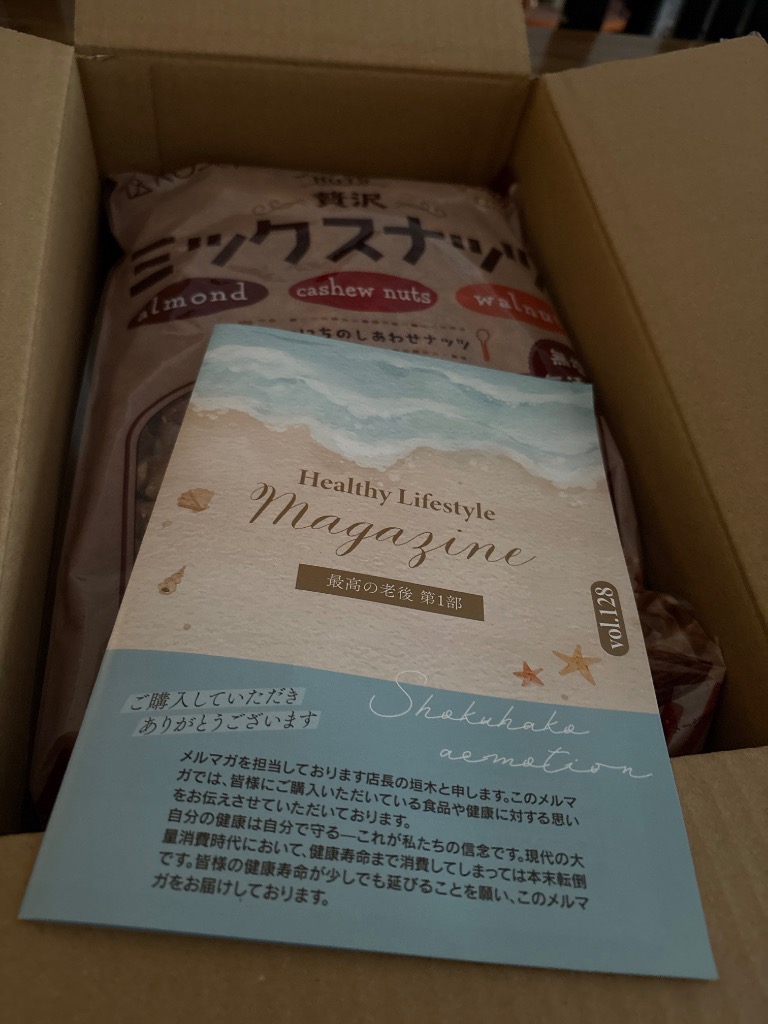 贅沢
ミックスナッツ
almond
cashew nuts
にちのしあわせナッツ
Healthy Lifestyle
Magazine
最高の老後 第1部
vol.128
ご購入していただき
ありがとうございます
Shokuhako
aemotion
メルマガを担当しております店長の垣木と申します。このメルマ
ガでは、皆様にご購入いただいている食品や健康に対する思い
をお伝えさせていただいております。
自分の健康は自分で守る―これが私たちの信念です。現代の大
量消費時代において、健康寿命まで消費してしまっては本末転倒
です。皆様の健康寿命が少しでも延びることを願い、このメルマ
ガをお届けしております。